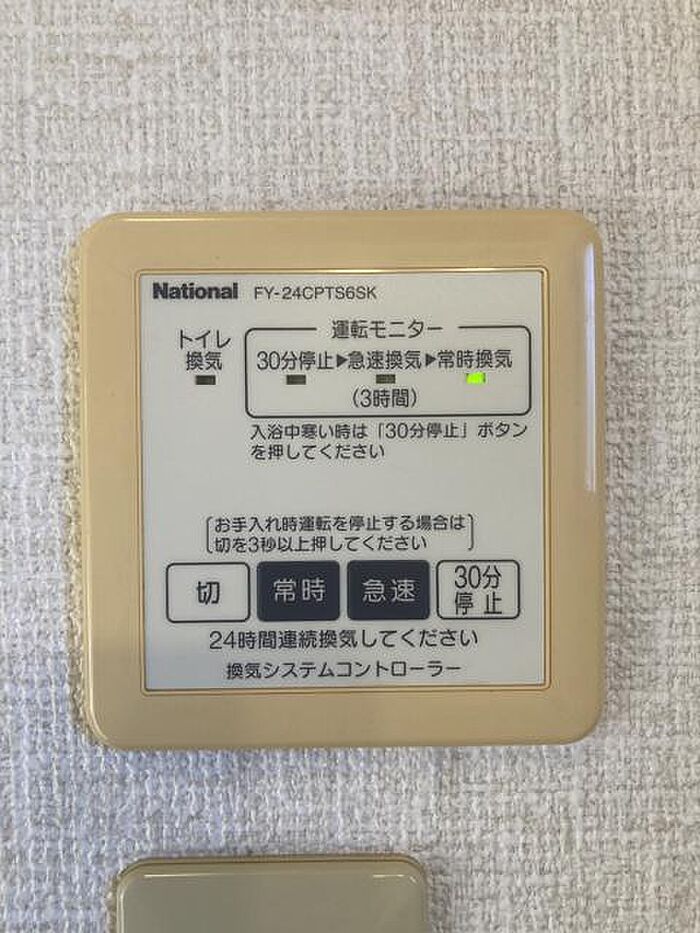 National FY-24CPTS6SK
運転モニター
トイレ
換気
30分停止▶急速換気▶常時換気
(3時間)
入浴中寒い時は「30分停止」ボタン
を押してください
お手入れ時運転を停止する場合は
切を3秒以上押してください
切 常時 急速 30分
停止
24時間連続換気してください
換気システムコントローラー